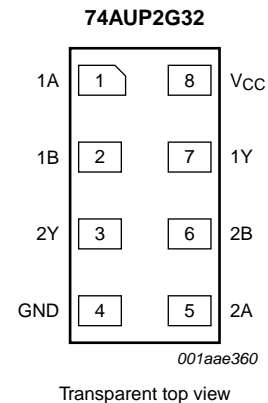 74AUP2G32
1A 1 8 VCC
1B 2 7 1Y
2Y 3 6 2B
GND 4 5 2A
001aae360
Transparent top view